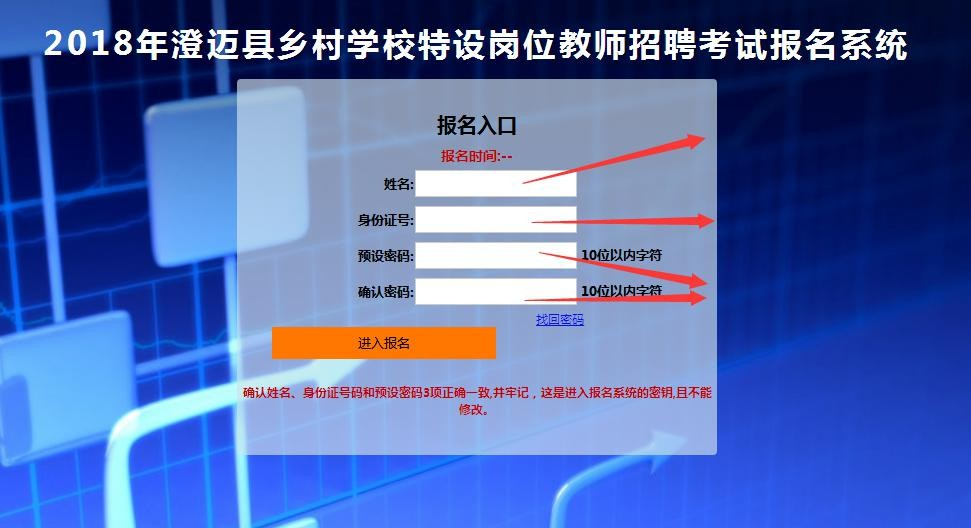 2018年澄迈县乡村学校特设岗位教师招聘考试报名系统
报名入口
报名时间:--
姓名:
身份证号:
预设密码: 10位以内字符
确认密码: 10位以内字符
找回密码
进入报名
确认姓名、身份证号码和预设密码3项正确一致,并牢记，这是进入报名系统的密钥,且不能
修改。